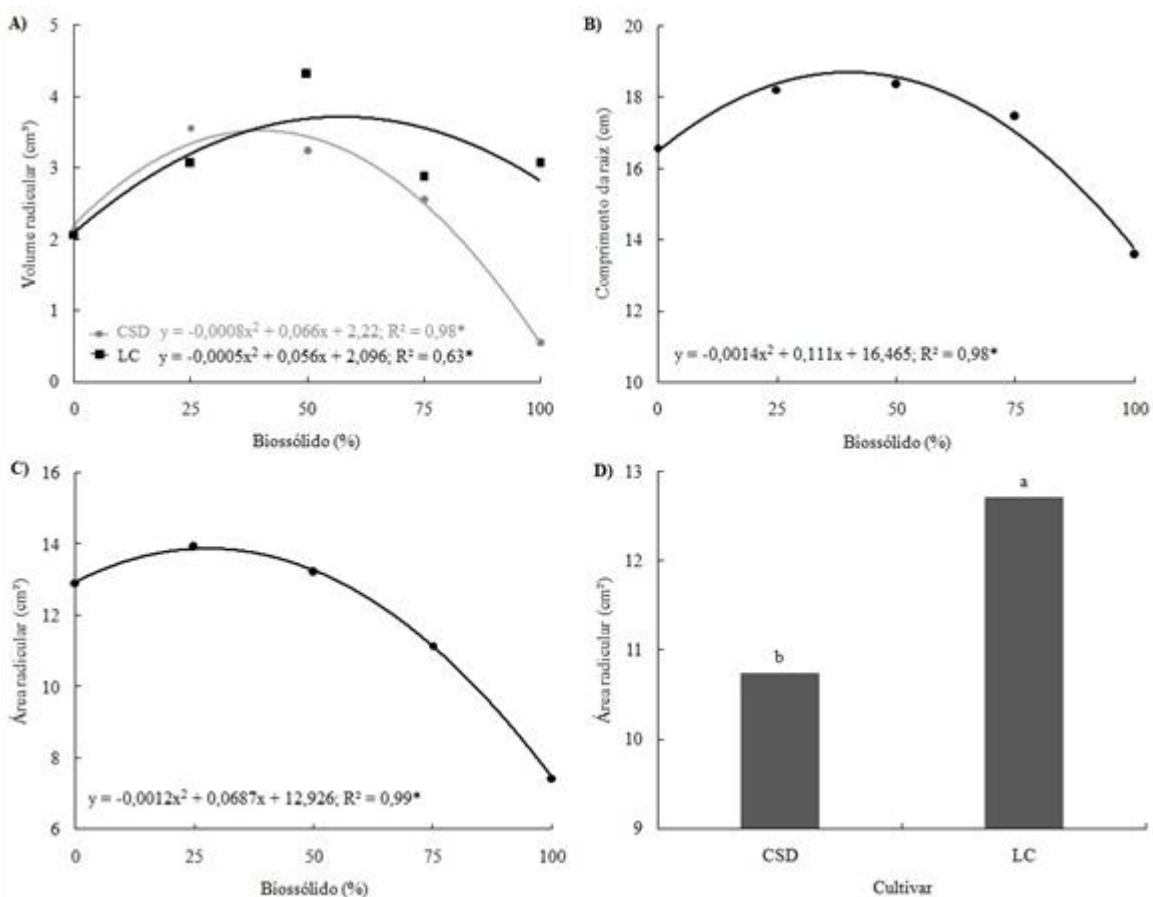 A)
5
4
3
2
1
0
Volume radicular (cm³)
CSD y = -0,0008x² + 0,066x + 2,22; R² = 0,98*
LC y = -0,0005x² + 0,056x + 2,096; R² = 0,63*
0 25 50 75 100
Biossólido (%)
B)
20
18
16
14
12
10
Comprimento da raiz (cm)
y = -0,0014x² + 0,111x + 16,465; R² = 0,98*
0 25 50 75 100
Biossólido (%)
C)
16
14
12
10
8
6
Área radicular (cm²)
y = -0,0012x² + 0,0687x + 12,926; R² = 0,99*
0 25 50 75 100
Biossólido (%)
D)
13
12
11
10
9
Área radicular (cm²)
b
a
CSD LC
Cultivar